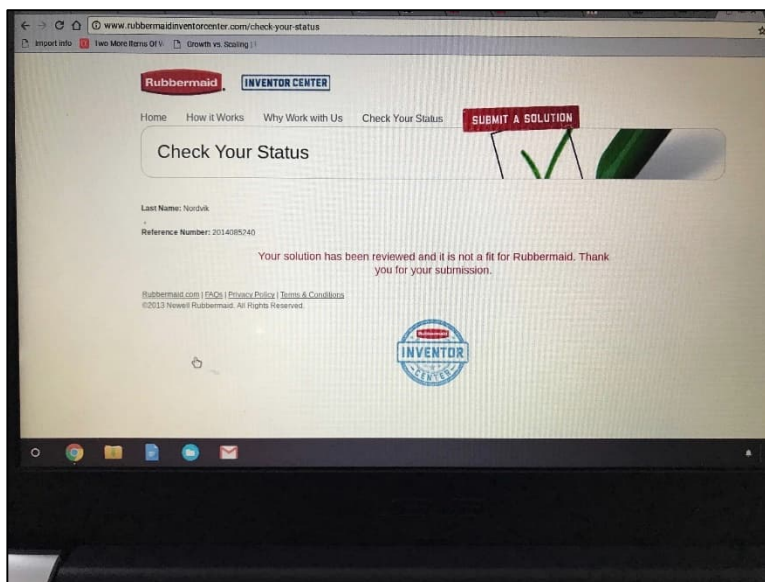 www.rubbermaidinventorcenter.com/check-your-status
Import info Two More Items Of V Growth vs. Scaling |
Rubbermaid INVENTOR CENTER
Home How it Works Why Work with Us Check Your Status SUBMIT A SOLUTION
Check Your Status
Last Name: Nordvik
Reference Number: 2014085240
Your solution has been reviewed and it is not a fit for Rubbermaid. Thank
you for your submission.
Rubbermaid.com | FAQs | Privacy Policy | Terms & Conditions
©2013 Newell Rubbermaid. All Rights Reserved.
Rubbermaid
INVENTOR
CENTER